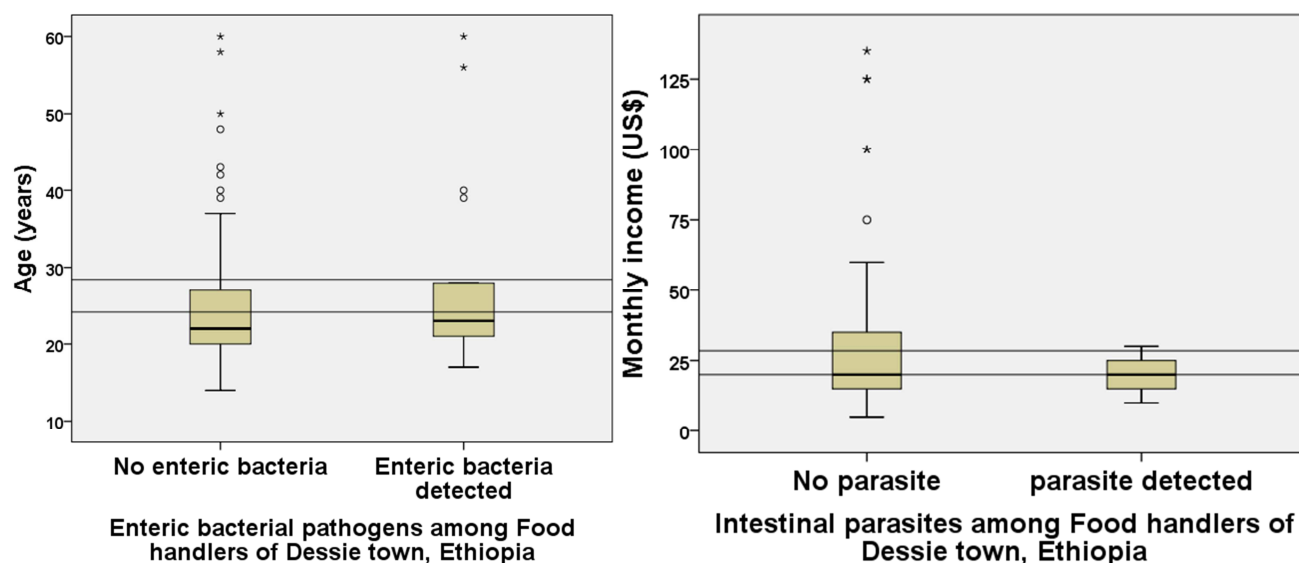 Age (years)
60
50
40
30
20
10
No enteric bacteria
Enteric bacteria
detected
Enteric bacterial pathogens among Food
handlers of Dessie town, Ethiopia
Monthly income (US$)
125
100
75
50
25
0
No parasite
parasite detected
Intestinal parasites among Food handlers of
Dessie town, Ethiopia